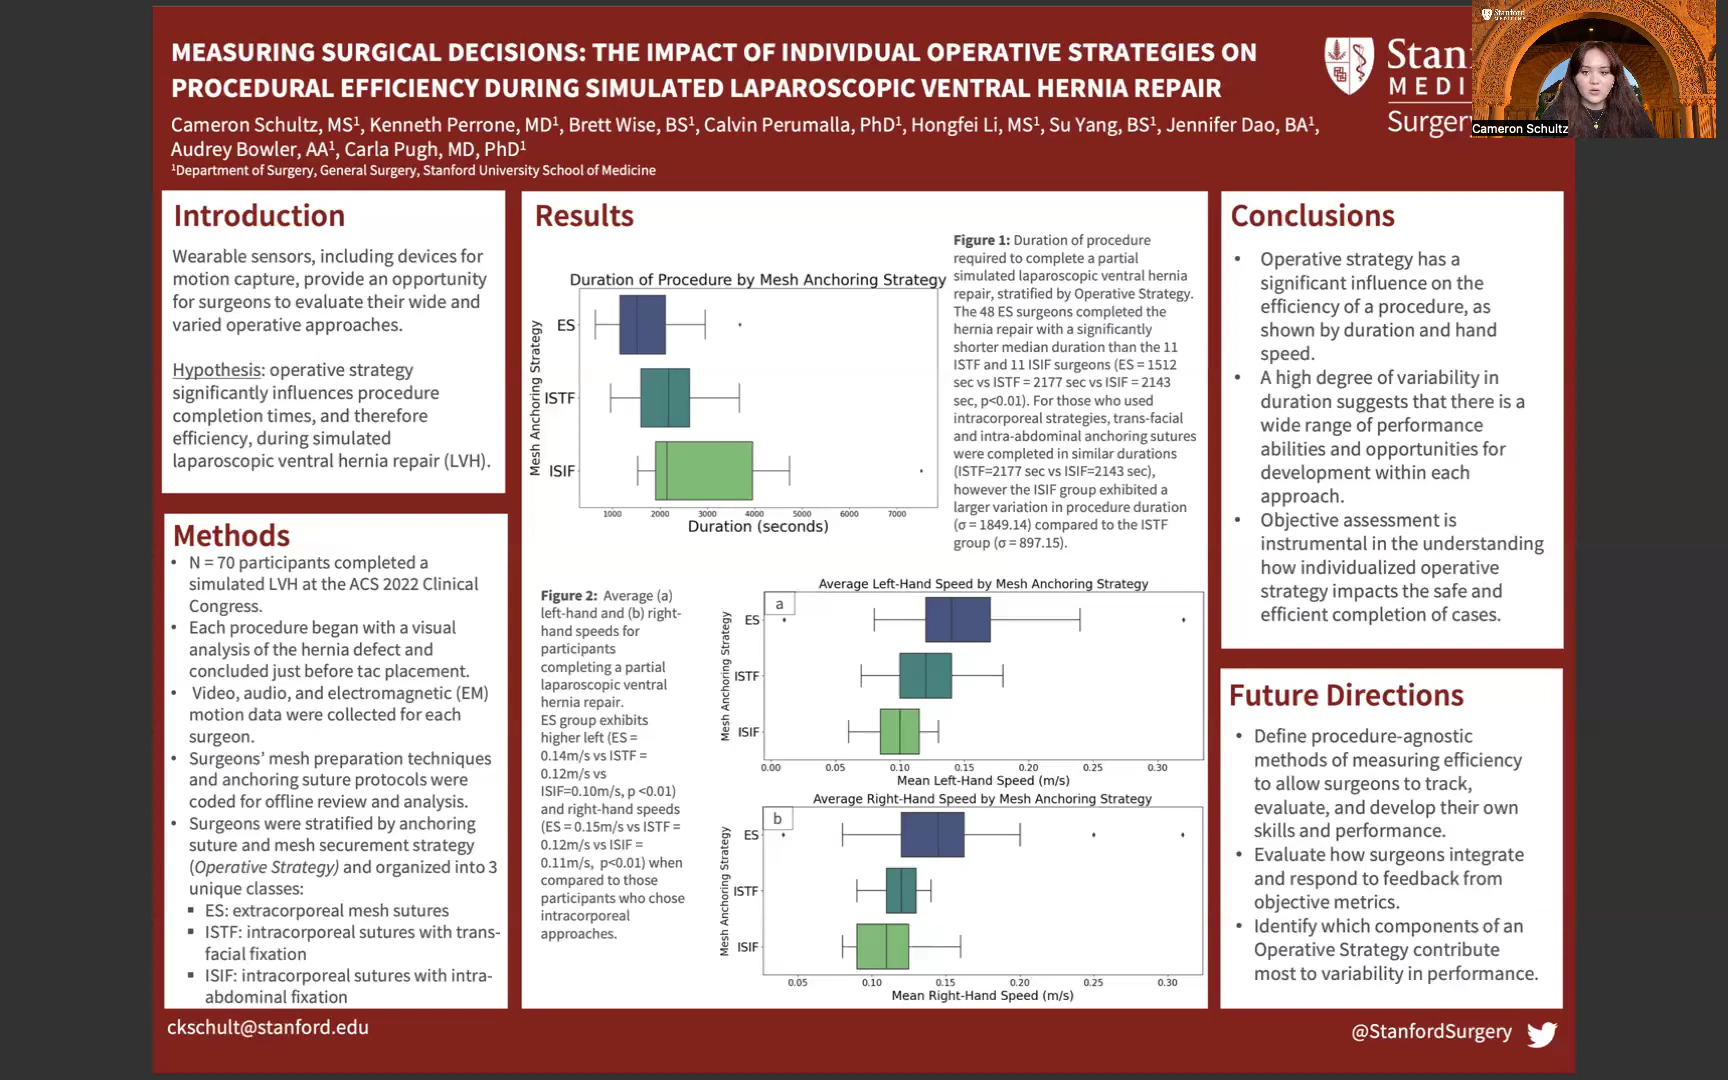 MEASURING SURGICAL DECISIONS: THE IMPACT OF INDIVIDUAL OPERATIVE STRATEGIES ON
PROCEDURAL EFFICIENCY DURING SIMULATED LAPAROSCOPIC VENTRAL HERNIA REPAIR
Cameron Schultz, MS¹, Kenneth Perrone, MD¹, Brett Wise, BS¹, Calvin Perumalla, PhD¹, Hongfei Li, MS¹, Su Yang, BS¹, Jennifer Dao, BA¹,
Audrey Bowler, AA¹, Carla Pugh, MD, PhD¹
¹Department of Surgery, General Surgery, Stanford University School of Medicine
Stan
MEDI
Surger
Stanford
MEDICINE
Cameron Schultz
Introduction
Wearable sensors, including devices for
motion capture, provide an opportunity
for surgeons to evaluate their wide and
varied operative approaches.
Hypothesis: operative strategy
significantly influences procedure
completion times, and therefore
efficiency, during simulated
laparoscopic ventral hernia repair (LVH).
Methods
• N = 70 participants completed a
simulated LVH at the ACS 2022 Clinical
Congress.
• Each procedure began with a visual
analysis of the hernia defect and
concluded just before tac placement.
• Video, audio, and electromagnetic (EM)
motion data were collected for each
surgeon.
• Surgeons' mesh preparation techniques
and anchoring suture protocols were
coded for offline review and analysis.
• Surgeons were stratified by anchoring
suture and mesh securement strategy
(Operative Strategy) and organized into 3
unique classes:
▪ ES: extracorporeal mesh sutures
▪ ISTF: intracorporeal sutures with trans-
facial fixation
▪ ISIF: intracorporeal sutures with intra-
abdominal fixation
Results
Duration of Procedure by Mesh Anchoring Strategy
Mesh Anchoring Strategy
ES
ISTF
ISIF
1000 2000 3000 4000 5000 6000 7000
Duration (seconds)
Figure 1: Duration of procedure
required to complete a partial
simulated laparoscopic ventral hernia
repair, stratified by Operative Strategy.
The 48 ES surgeons completed the
hernia repair with a significantly
shorter median duration than the 11
ISTF and 11 ISIF surgeons (ES = 1512
sec vs ISTF = 2177 sec vs ISIF = 2143
sec, p<0.01). For those who used
intracorporeal strategies, trans-facial
and intra-abdominal anchoring sutures
were completed in similar durations
(ISTF=2177 sec vs ISIF=2143 sec),
however the ISIF group exhibited a
larger variation in procedure duration
(σ = 1849.14) compared to the ISTF
group (σ = 897.15).
Figure 2: Average (a)
left-hand and (b) right-
hand speeds for
participants
completing a partial
laparoscopic ventral
hernia repair.
ES group exhibits
higher left (ES =
0.14m/s vs ISTF =
0.12m/s vs
ISIF=0.10m/s, p <0.01)
and right-hand speeds
(ES = 0.15m/s vs ISTF =
0.12m/s vs ISIF =
0.11m/s, p<0.01) when
compared to those
participants who chose
intracorporeal
approaches.
Average Left-Hand Speed by Mesh Anchoring Strategy
a
Mesh Anchoring Strategy
ES
ISTF
ISIF
0.00 0.05 0.10 0.15 0.20 0.25 0.30
Mean Left-Hand Speed (m/s)
Average Right-Hand Speed by Mesh Anchoring Strategy
b
Mesh Anchoring Strategy
ES
ISTF
ISIF
0.05 0.10 0.15 0.20 0.25 0.30
Mean Right-Hand Speed (m/s)
Conclusions
• Operative strategy has a
significant influence on the
efficiency of a procedure, as
shown by duration and hand
speed.
• A high degree of variability in
duration suggests that there is a
wide range of performance
abilities and opportunities for
development within each
approach.
• Objective assessment is
instrumental in the understanding
how individualized operative
strategy impacts the safe and
efficient completion of cases.
Future Directions
• Define procedure-agnostic
methods of measuring efficiency
to allow surgeons to track,
evaluate, and develop their own
skills and performance.
• Evaluate how surgeons integrate
and respond to feedback from
objective metrics.
• Identify which components of an
Operative Strategy contribute
most to variability in performance.
ckschult@stanford.edu
@StanfordSurgery